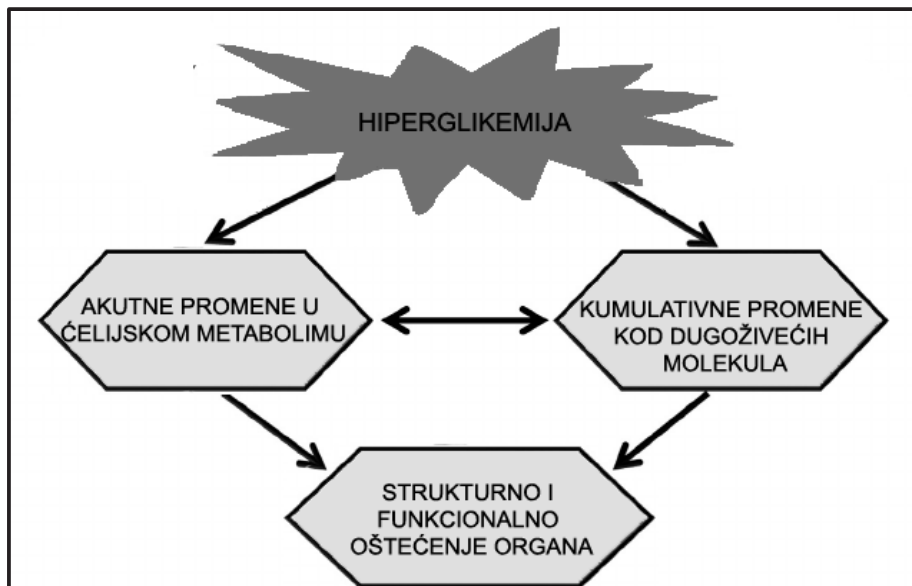 HIPERGLIKEMIJA
AKUTNE PROMENE U
ĆELIJSKOM METABOLIMU
KUMULATIVNE PROMENE
KOD DUGOŽIVEĆIH
MOLEKULA
STRUKTURNO I
FUNKCIONALNO
OŠTEĆENJE ORGANA